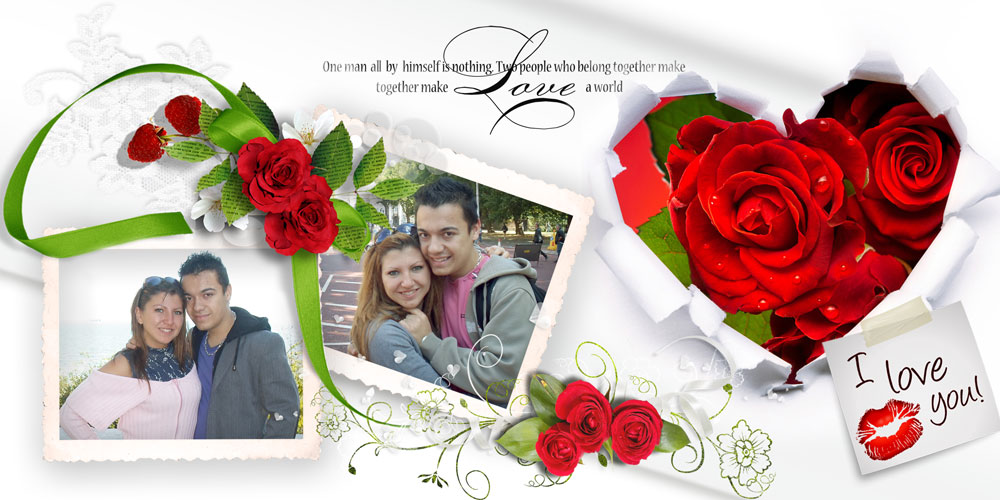 One man all by himself is nothing. Two people who belong together make
together make Love a world
I love
you!